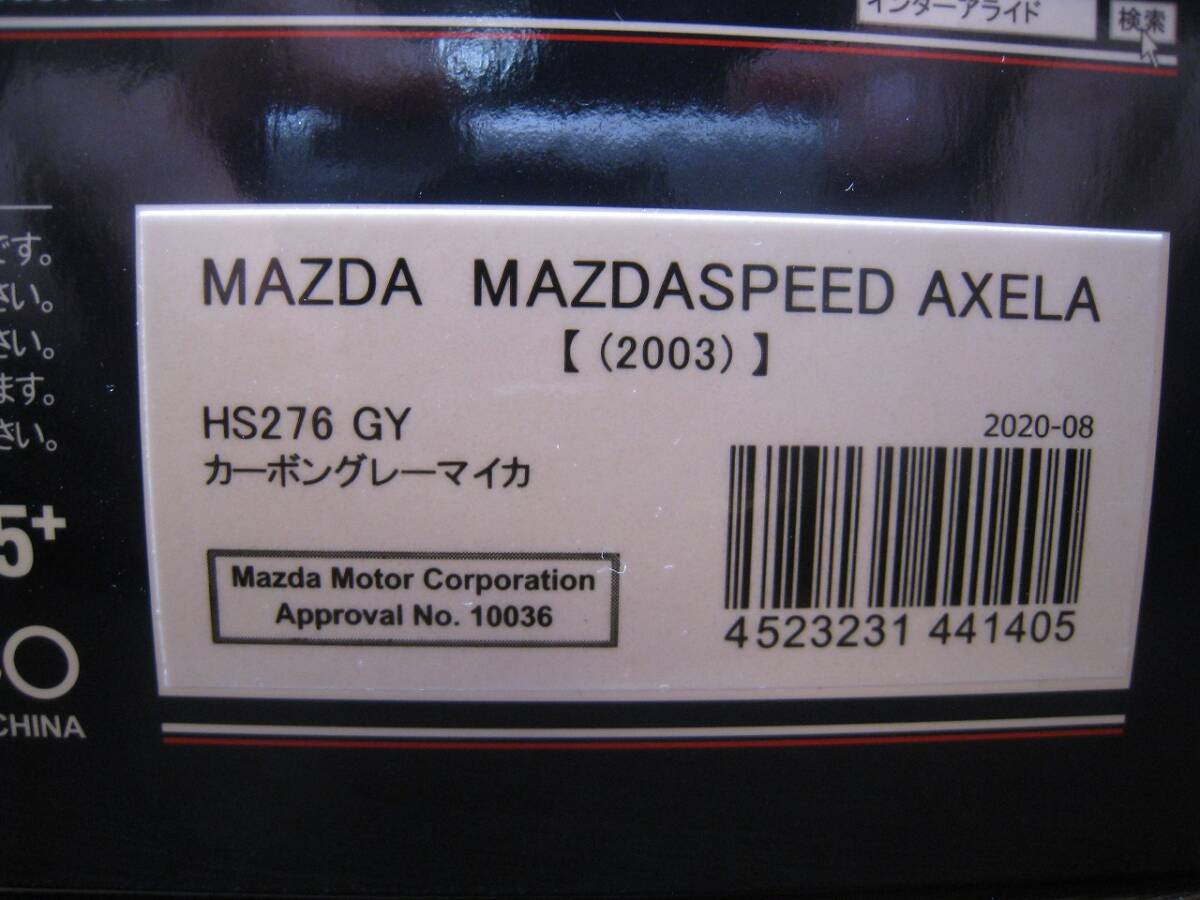 インターアライド 検索
です。
さい。
さい。
ます。
さい。
5+
CHINA
MAZDA MAZDASPEED AXELA
【(2003)】
HS276 GY
カーボングレーマイカ
2020-08
Mazda Motor Corporation
Approval No. 10036
4 523231 441405